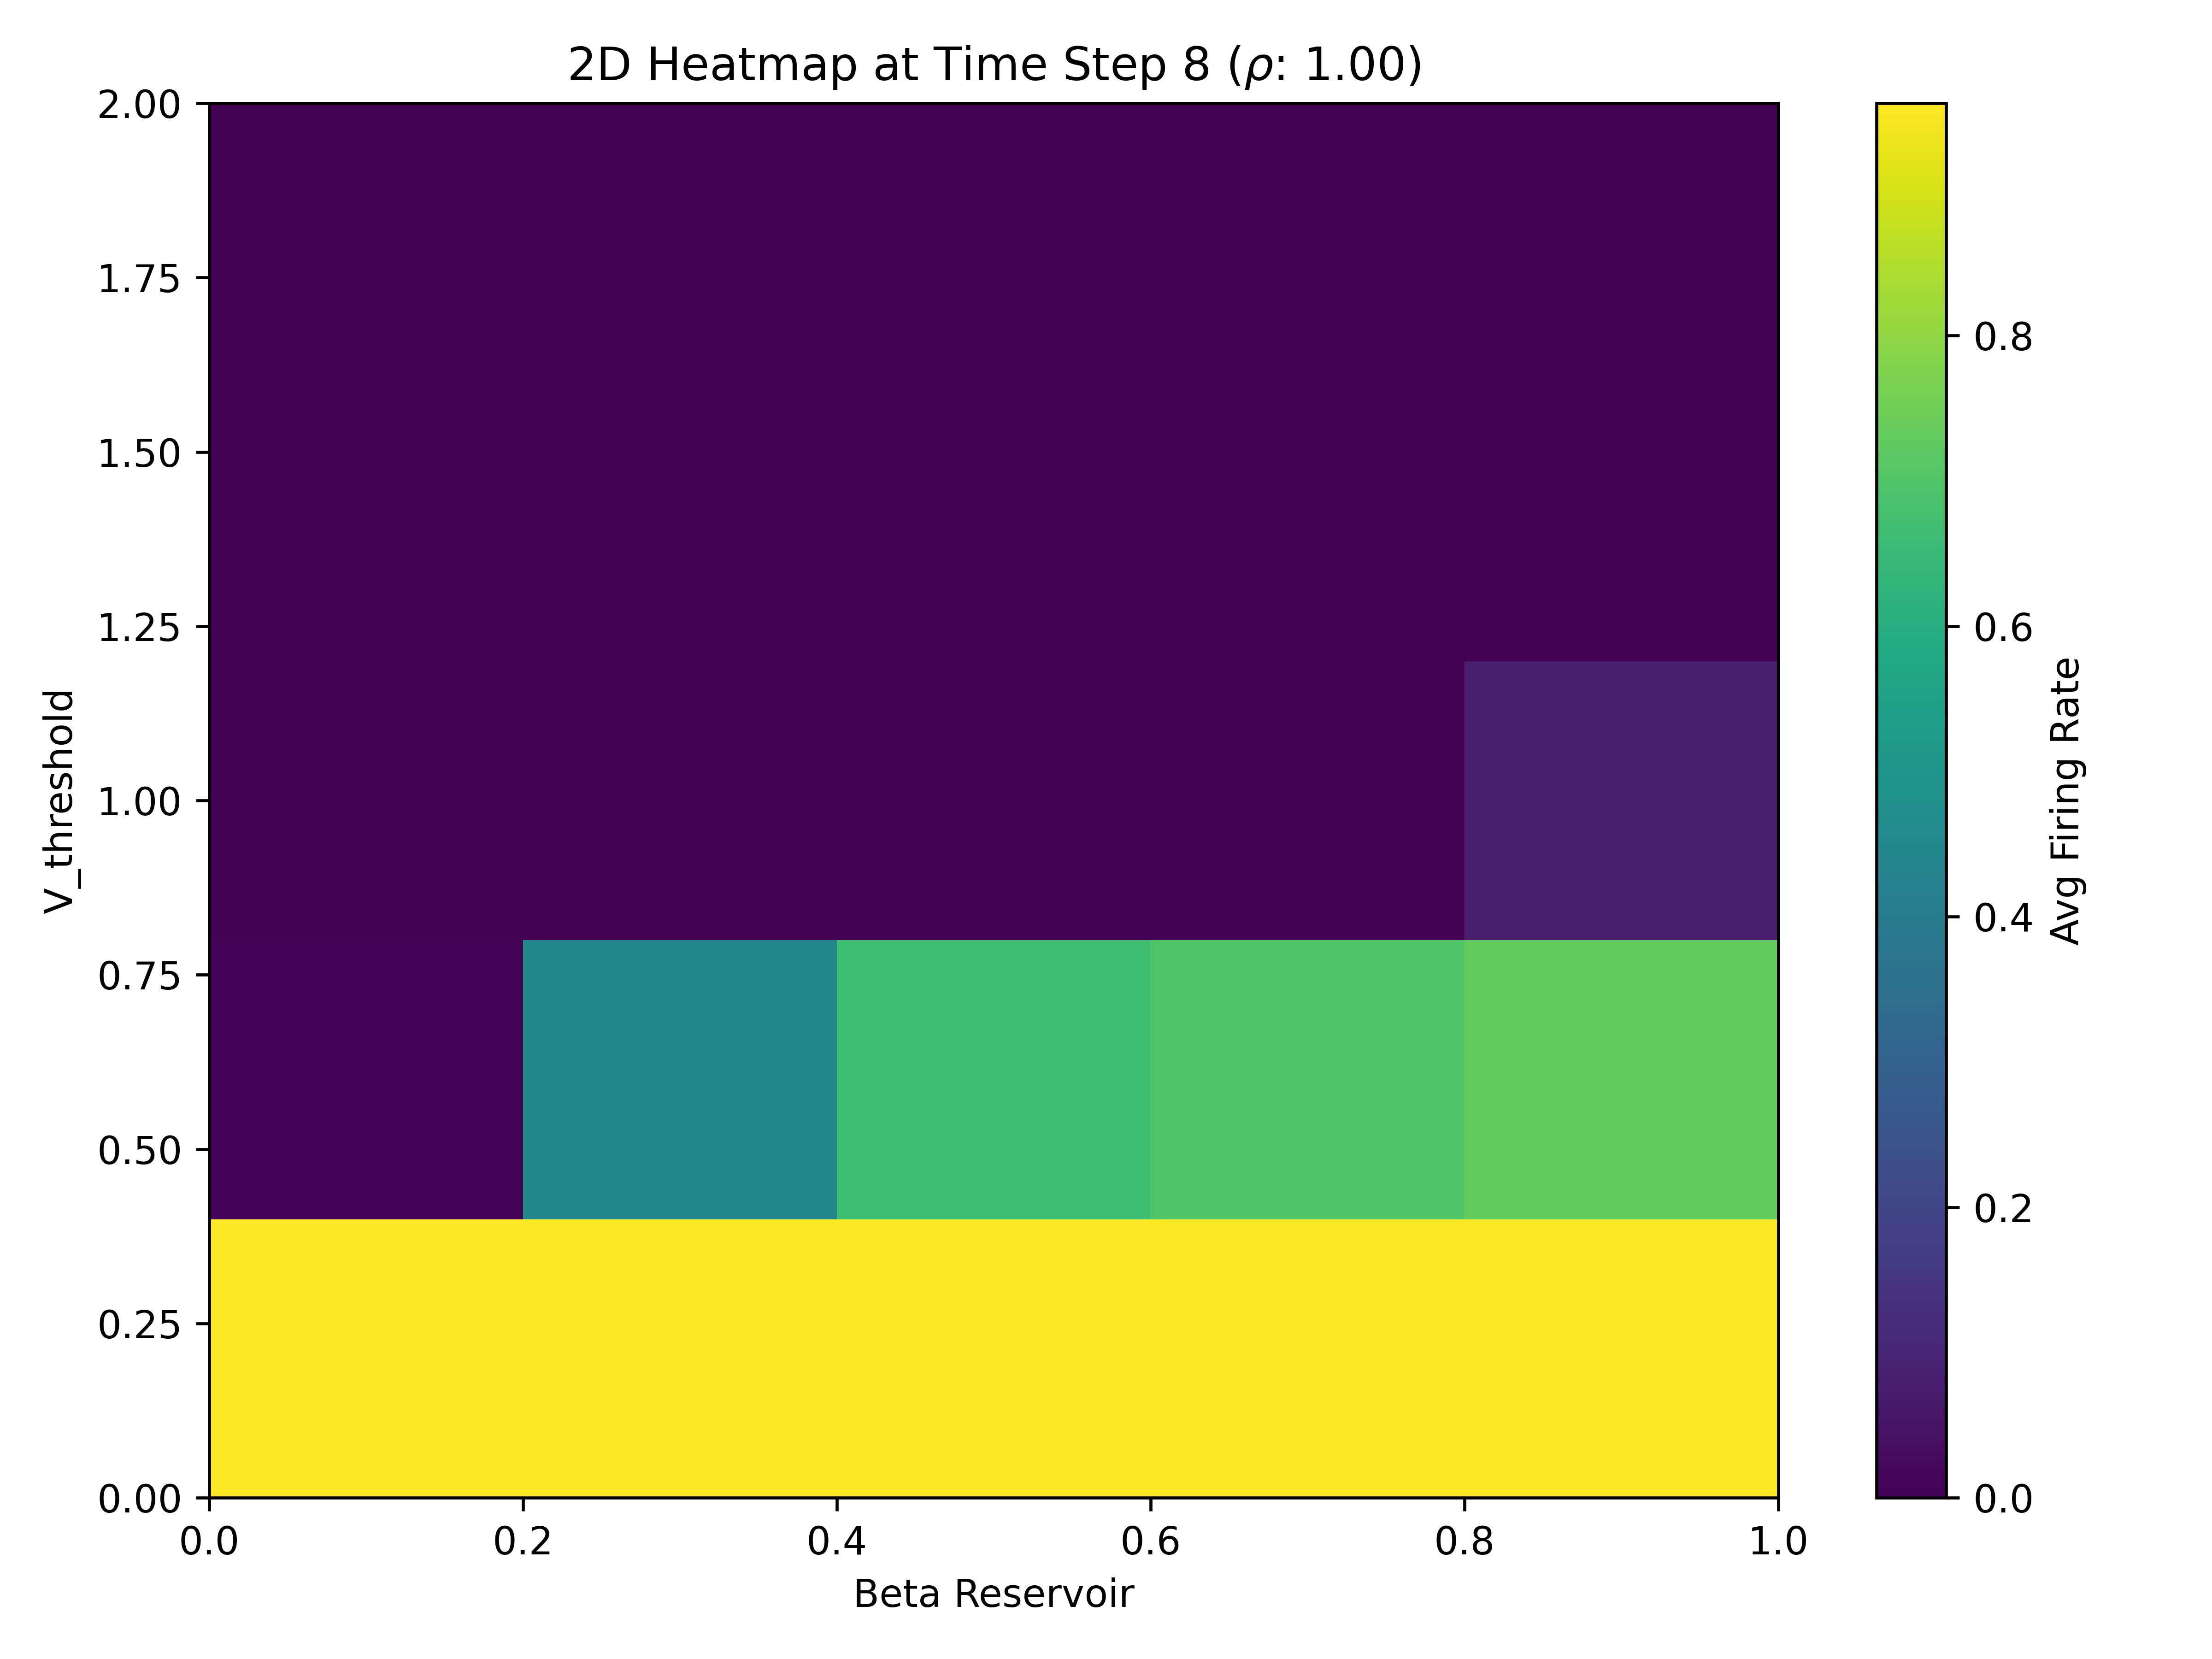 2D Heatmap at Time Step 8 (ρ: 1.00)
2.00
1.75
1.50
1.25
1.00
0.75
0.50
0.25
0.00
V_threshold
0.0 0.2 0.4 0.6 0.8 1.0
Beta Reservoir
0.8
0.6
0.4
0.2
0.0
Avg Firing Rate